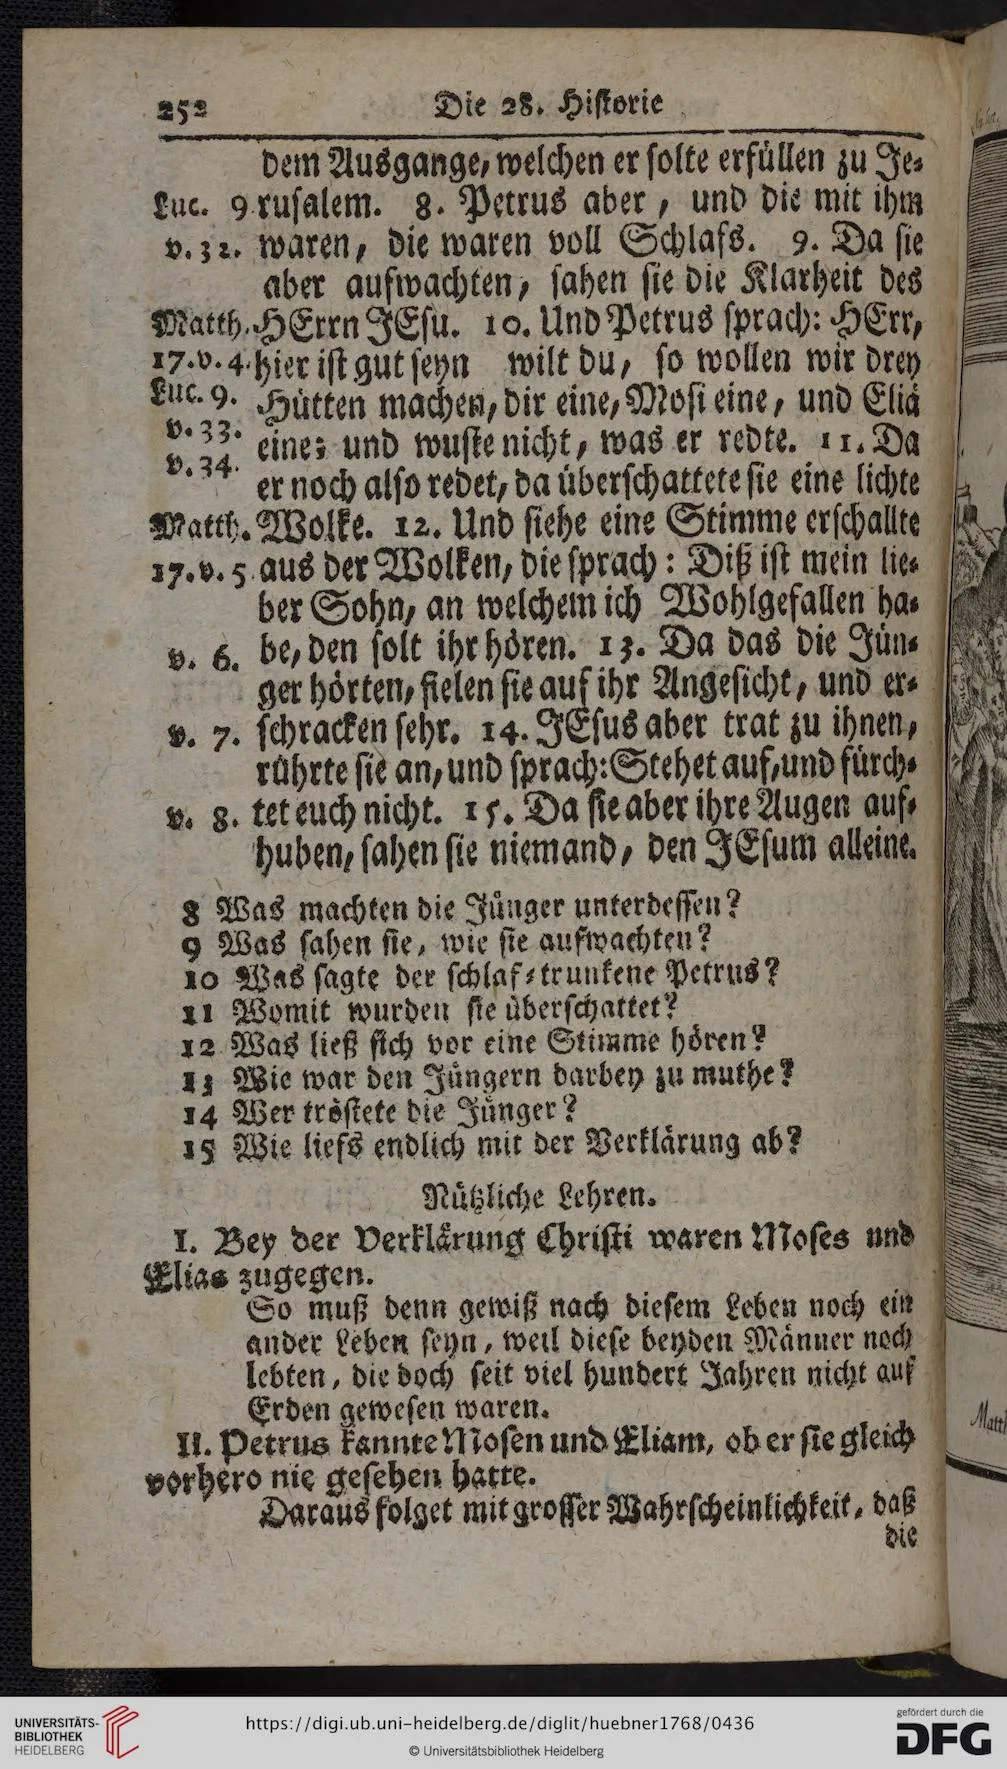 252 Die 28. Historie
dem Ausgange, welchen er solte erfüllen zu Je-
Luc. 9 rusalem. 8. Petrus aber, und die mit ihm
v. 32. waren, die waren voll Schlafs. 9. Da sie
aber aufwachten, sahen sie die Klarheit des
Matth. HErrn JEsu. 10. Und Petrus sprach: HErr,
17. v. 4. hier ist gut seyn wilt du, so wollen wir drey
Luc. 9. Hütten machen, dir eine, Mosi eine, und Eliä
v. 33. eine; und wuste nicht, was er redte. 11. Da
v. 34. er noch also redet, da überschattete sie eine lichte
Matth. Wolke. 12. Und siehe eine Stimme erschallte
17. v. 5 aus der Wolken, die sprach: Diß ist mein lie-
ber Sohn, an welchem ich Wohlgefallen ha-
v. 6. be, den solt ihr hören. 13. Da das die Jün-
ger hörten, fielen sie auf ihr Angesicht, und er-
v. 7. schracken sehr. 14. JEsus aber trat zu ihnen,
rührte sie an, und sprach: Stehet auf, und fürch-
v. 8. tet euch nicht. 15. Da sie aber ihre Augen auf-
huben, sahen sie niemand, den JEsum alleine.
8 Was machten die Jünger unterdessen?
9 Was sahen sie, wie sie aufwachten?
10 Was sagte der schlaf-trunkene Petrus?
11 Womit wurden sie überschattet?
12 Was ließ sich vor eine Stimme hören?
13 Wie war den Jüngern darbey zu muthe?
14 Wer tröstete die Jünger?
15 Wie liefs endlich mit der Verklärung ab?
Nützliche Lehren.
I. Bey der Verklärung Christi waren Moses und
Elias zugegen.
So muß denn gewiß nach diesem Leben noch ein
ander Leben seyn, weil diese beyden Männer noch
lebten, die doch seit viel hundert Jahren nicht auf
Erden gewesen waren.
II. Petrus kannte Mosen und Eliam, ob er sie gleich
vorhero nie gesehen hatte.
Daraus folget mit grosser Wahrscheinlichkeit, daß
die
Matth
UNIVERSITÄTS-
BIBLIOTHEK
HEIDELBERG
https://digi.ub.uni-heidelberg.de/diglit/huebner1768/0436
© Universitätsbibliothek Heidelberg
gefördert durch die
DFG